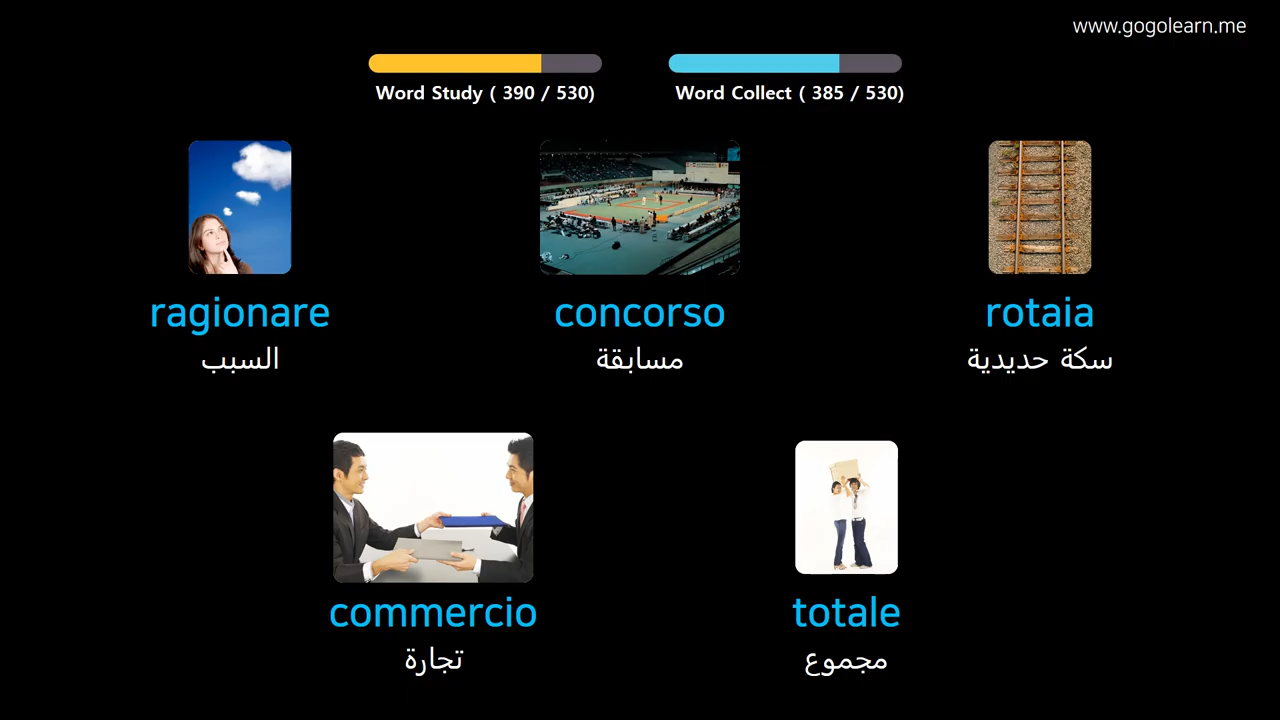 www.gogolearn.me
Word Study ( 390 / 530)
Word Collect ( 385 / 530)
ragionare
السبب
concorso
مسابقة
rotaia
سكة حديدية
commercio
تجارة
totale
مجموع